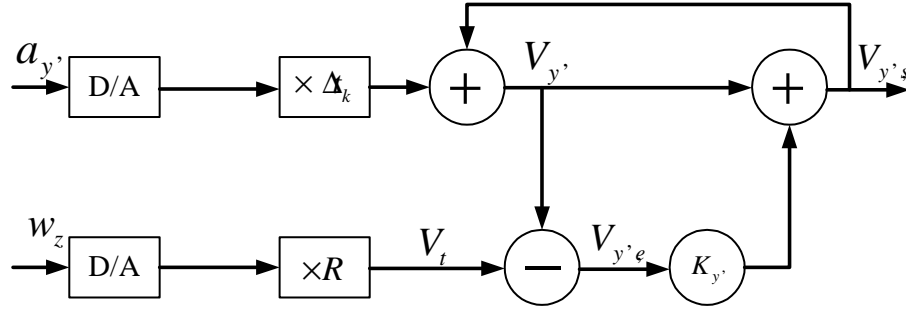 a_y' D/A × Δt_k + V_y' + V_y's
w_z D/A ×R V_t − V_y'e K_y'